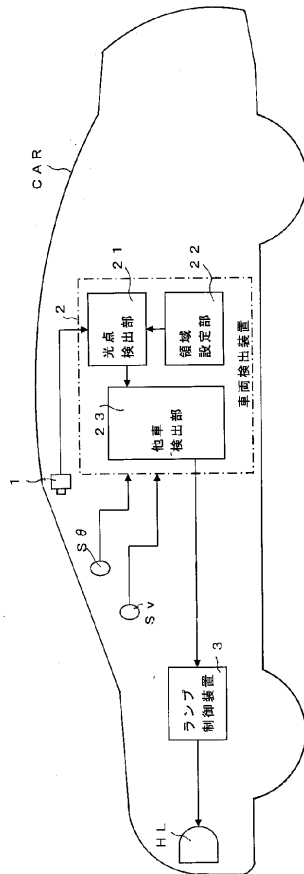 CAR
1
2
光点
検出部
21
領域
設定部
22
23
他車
検出部
車両検出装置
Sθ
Sv
ランプ
制御装置
3
HL